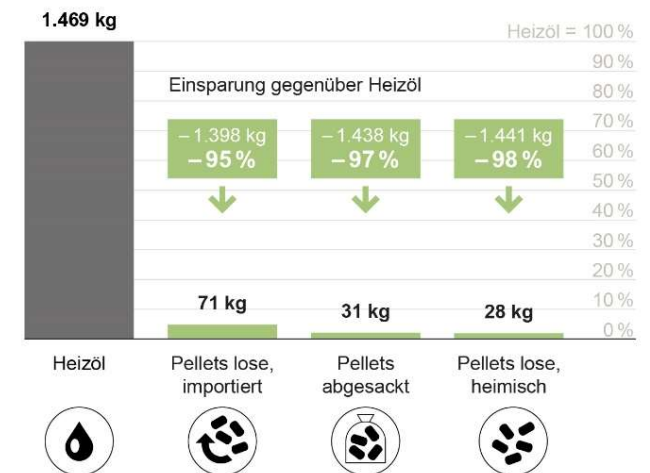 1.469 kg
Heizöl = 100 %
90 %
Einsparung gegenüber Heizöl
80 %
70 %
– 1.398 kg
– 95 %
– 1.438 kg
– 97 %
– 1.441 kg
– 98 %
60 %
50 %
40 %
30 %
20 %
71 kg
31 kg
28 kg
10 %
0 %
Heizöl
Pellets lose,
importiert
Pellets
abgesackt
Pellets lose,
heimisch